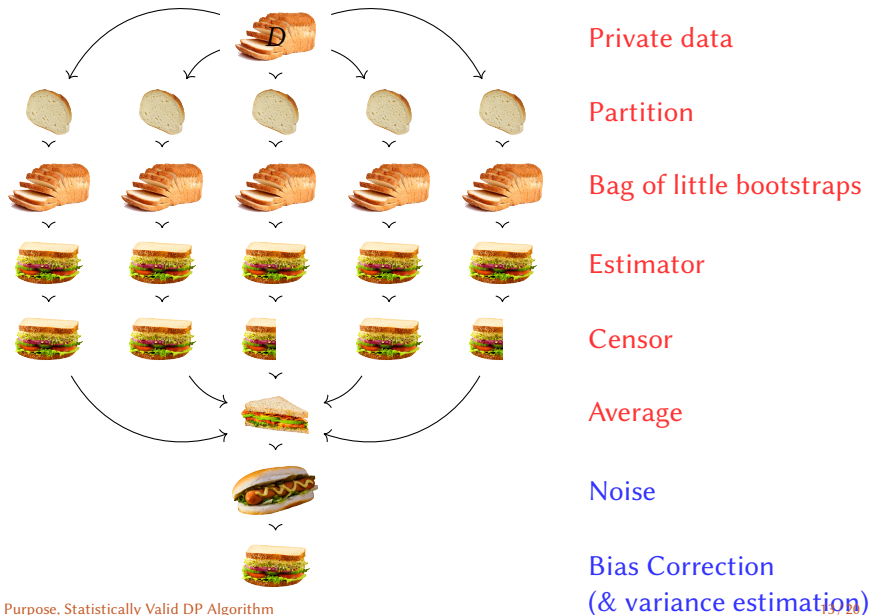 D
Private data
Partition
Bag of little bootstraps
Estimator
Censor
Average
Noise
Bias Correction
(& variance estimation)
Purpose, Statistically Valid DP Algorithm